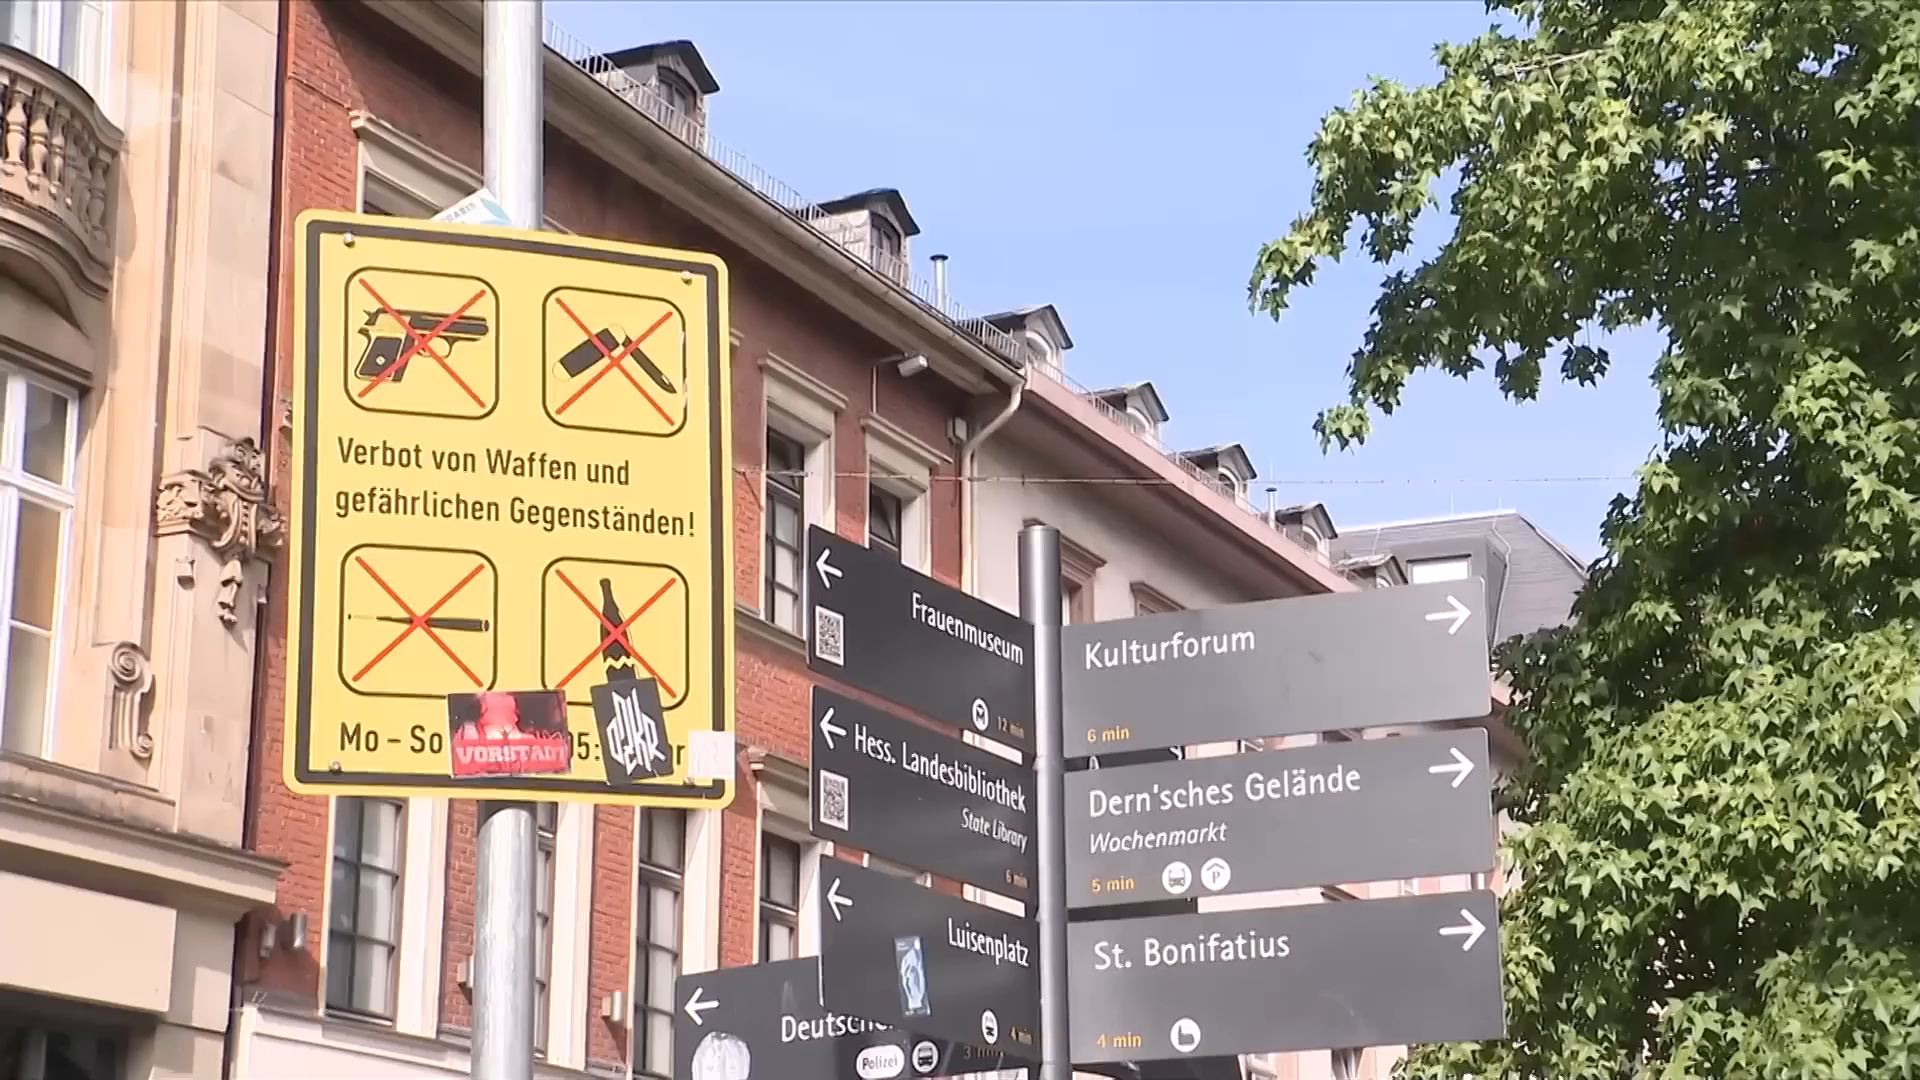 Verbot von Waffen und
gefährlichen Gegenständen!
Mo – So
VORSTADT
Frauenmuseum
12 min
Hess. Landesbibliothek
State Library
6 min
Luisenplatz
4 min
Polizei
Kulturforum
6 min
Dern'sches Gelände
Wochenmarkt
5 min
P
St. Bonifatius
4 min